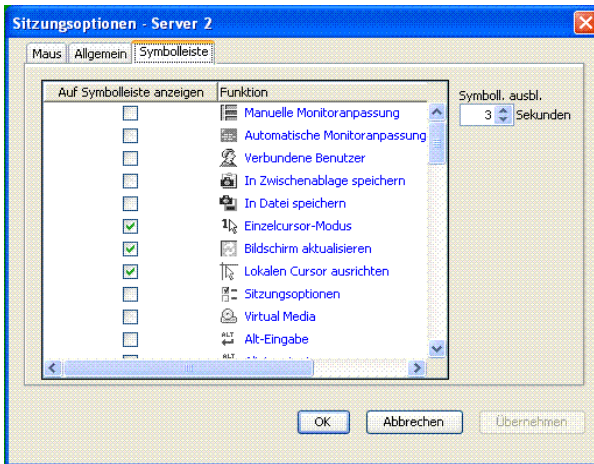 Sitzungsoptionen - Server 2
Maus Allgemein Symbolleiste
Auf Symbolleiste anzeigen Funktion
Manuelle Monitoranpassung
Automatische Monitoranpassung
Verbundene Benutzer
In Zwischenablage speichern
In Datei speichern
Einzelcursor-Modus
Bildschirm aktualisieren
Lokalen Cursor ausrichten
Sitzungsoptionen
Virtual Media
ALT Alt-Eingabe
ALT
Symboll. ausbl.
3 Sekunden
OK Abbrechen Übernehmen